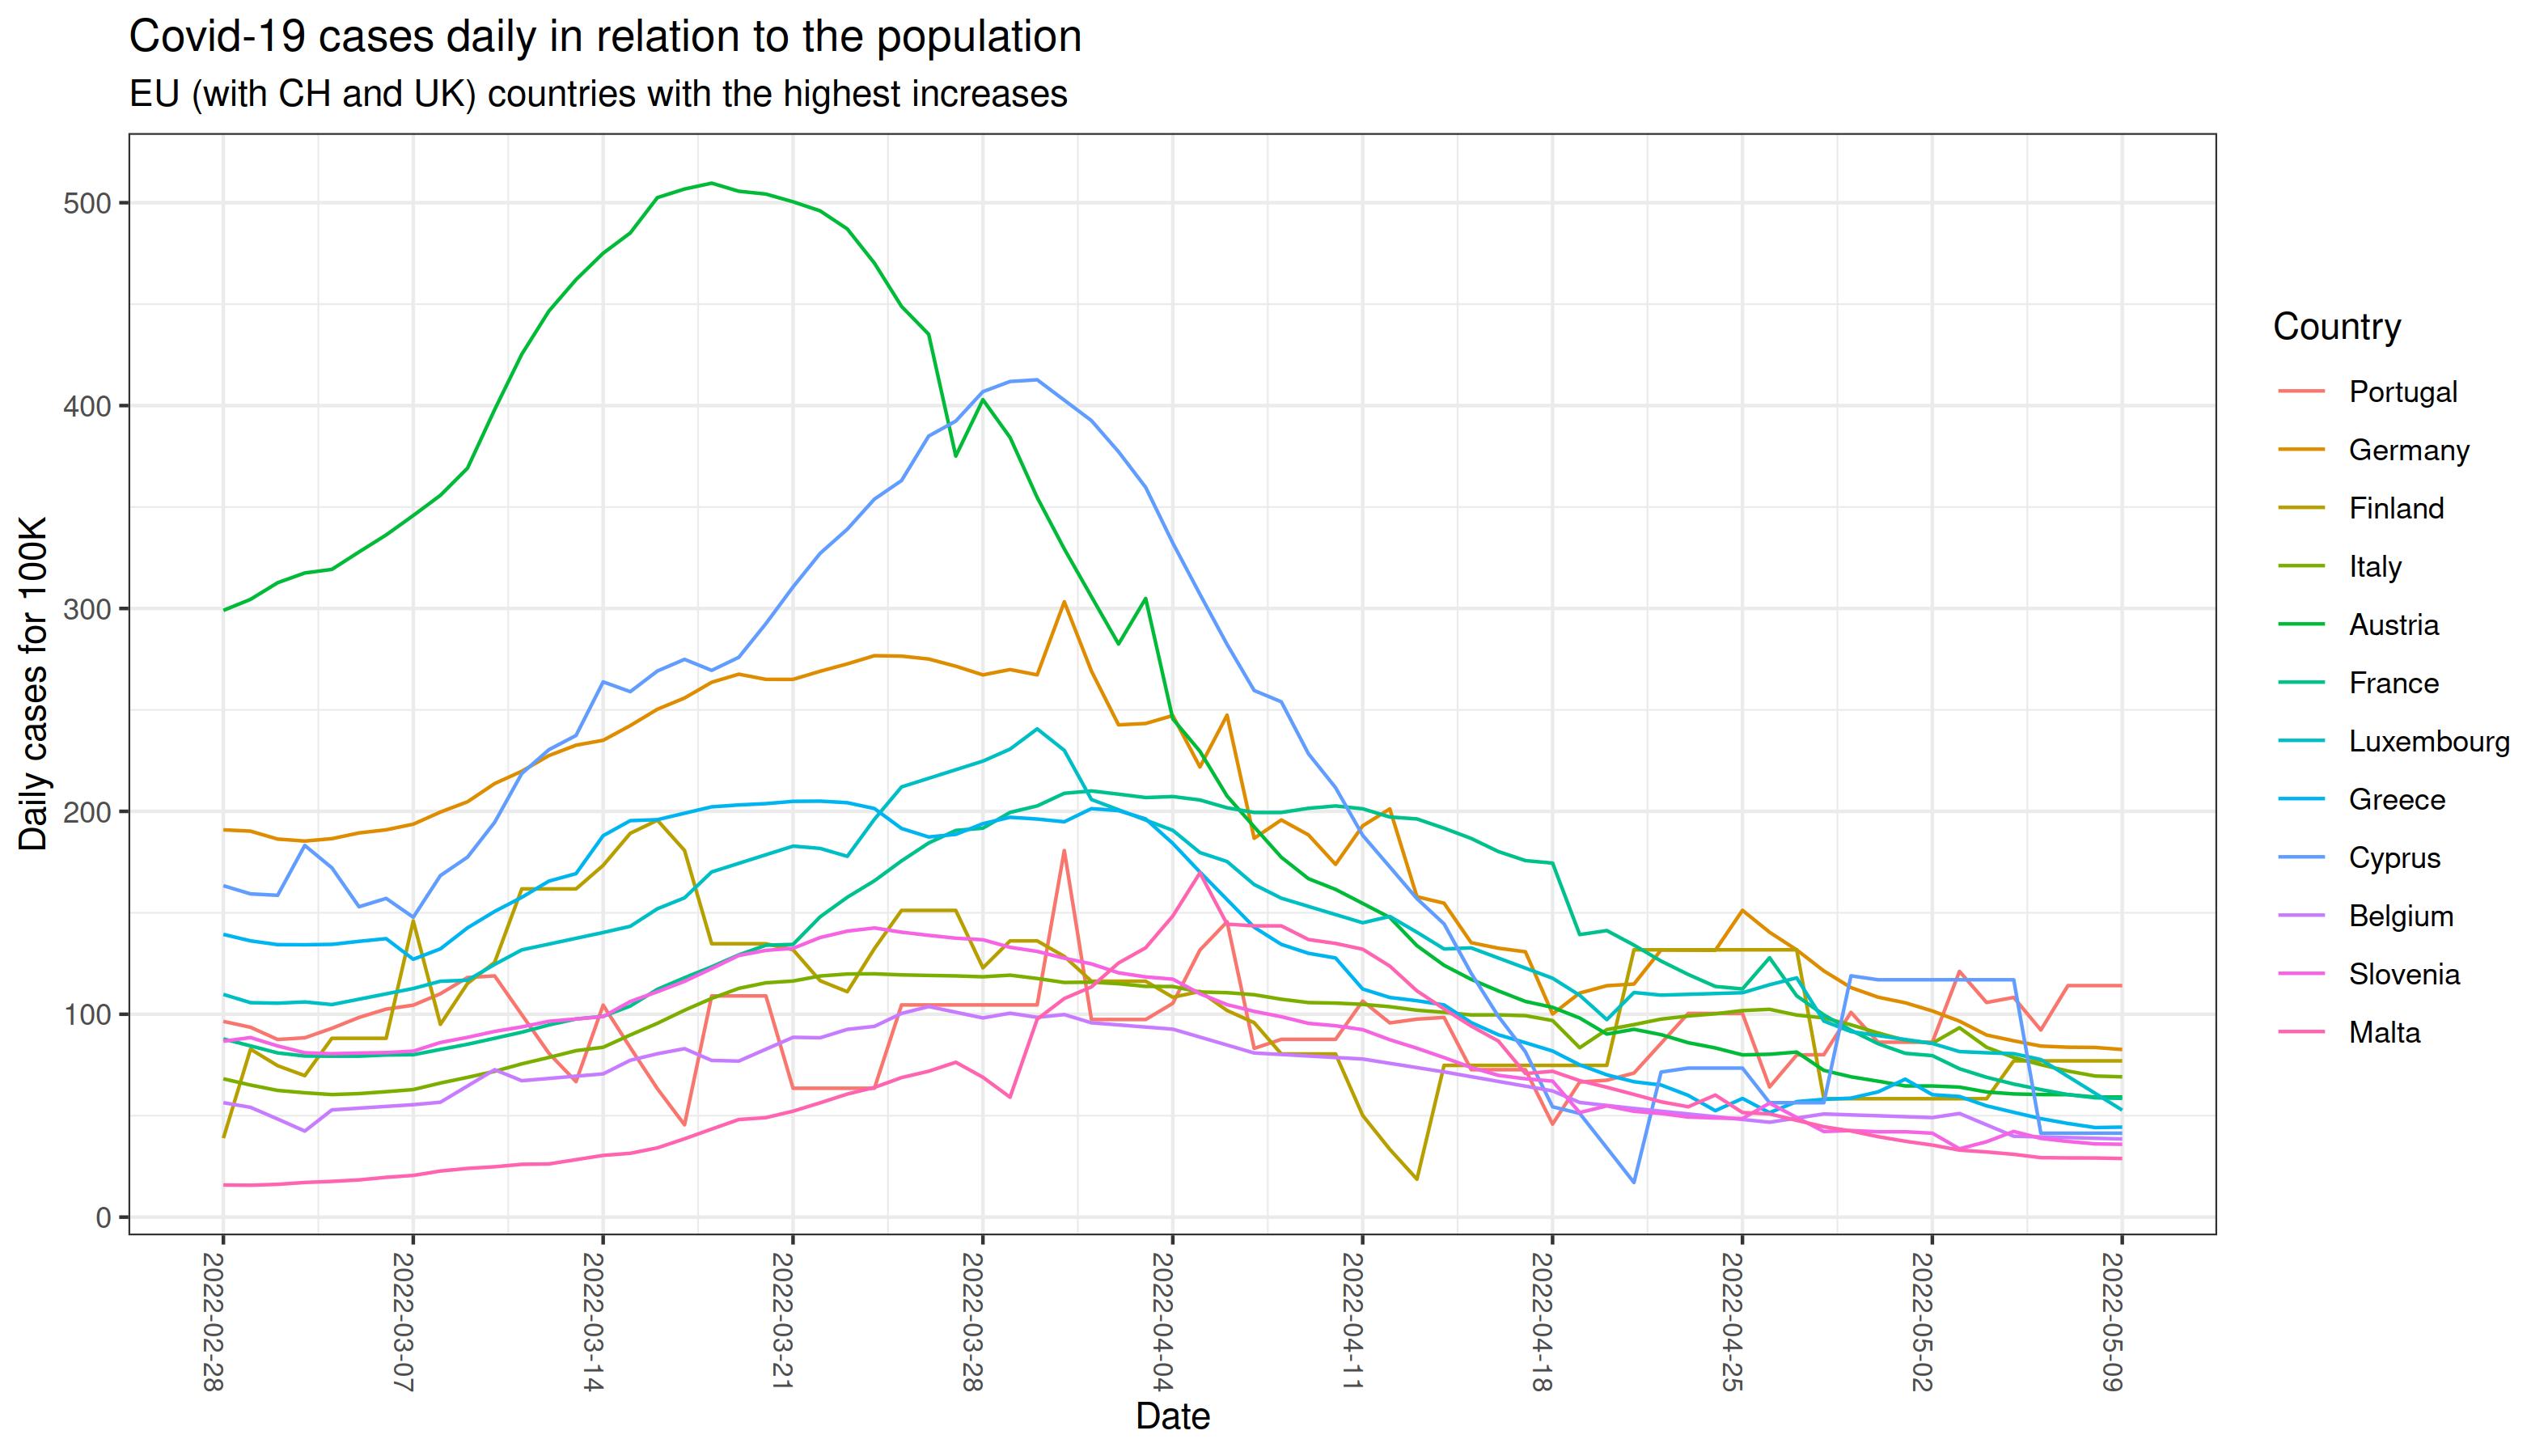 Covid-19 cases daily in relation to the population
EU (with CH and UK) countries with the highest increases
Daily cases for 100K
500
400
300
200
100
0
2022-02-28
2022-03-07
2022-03-14
2022-03-21
2022-03-28
2022-04-04
2022-04-11
2022-04-18
2022-04-25
2022-05-02
2022-05-09
Date
Country
Portugal
Germany
Finland
Italy
Austria
France
Luxembourg
Greece
Cyprus
Belgium
Slovenia
Malta